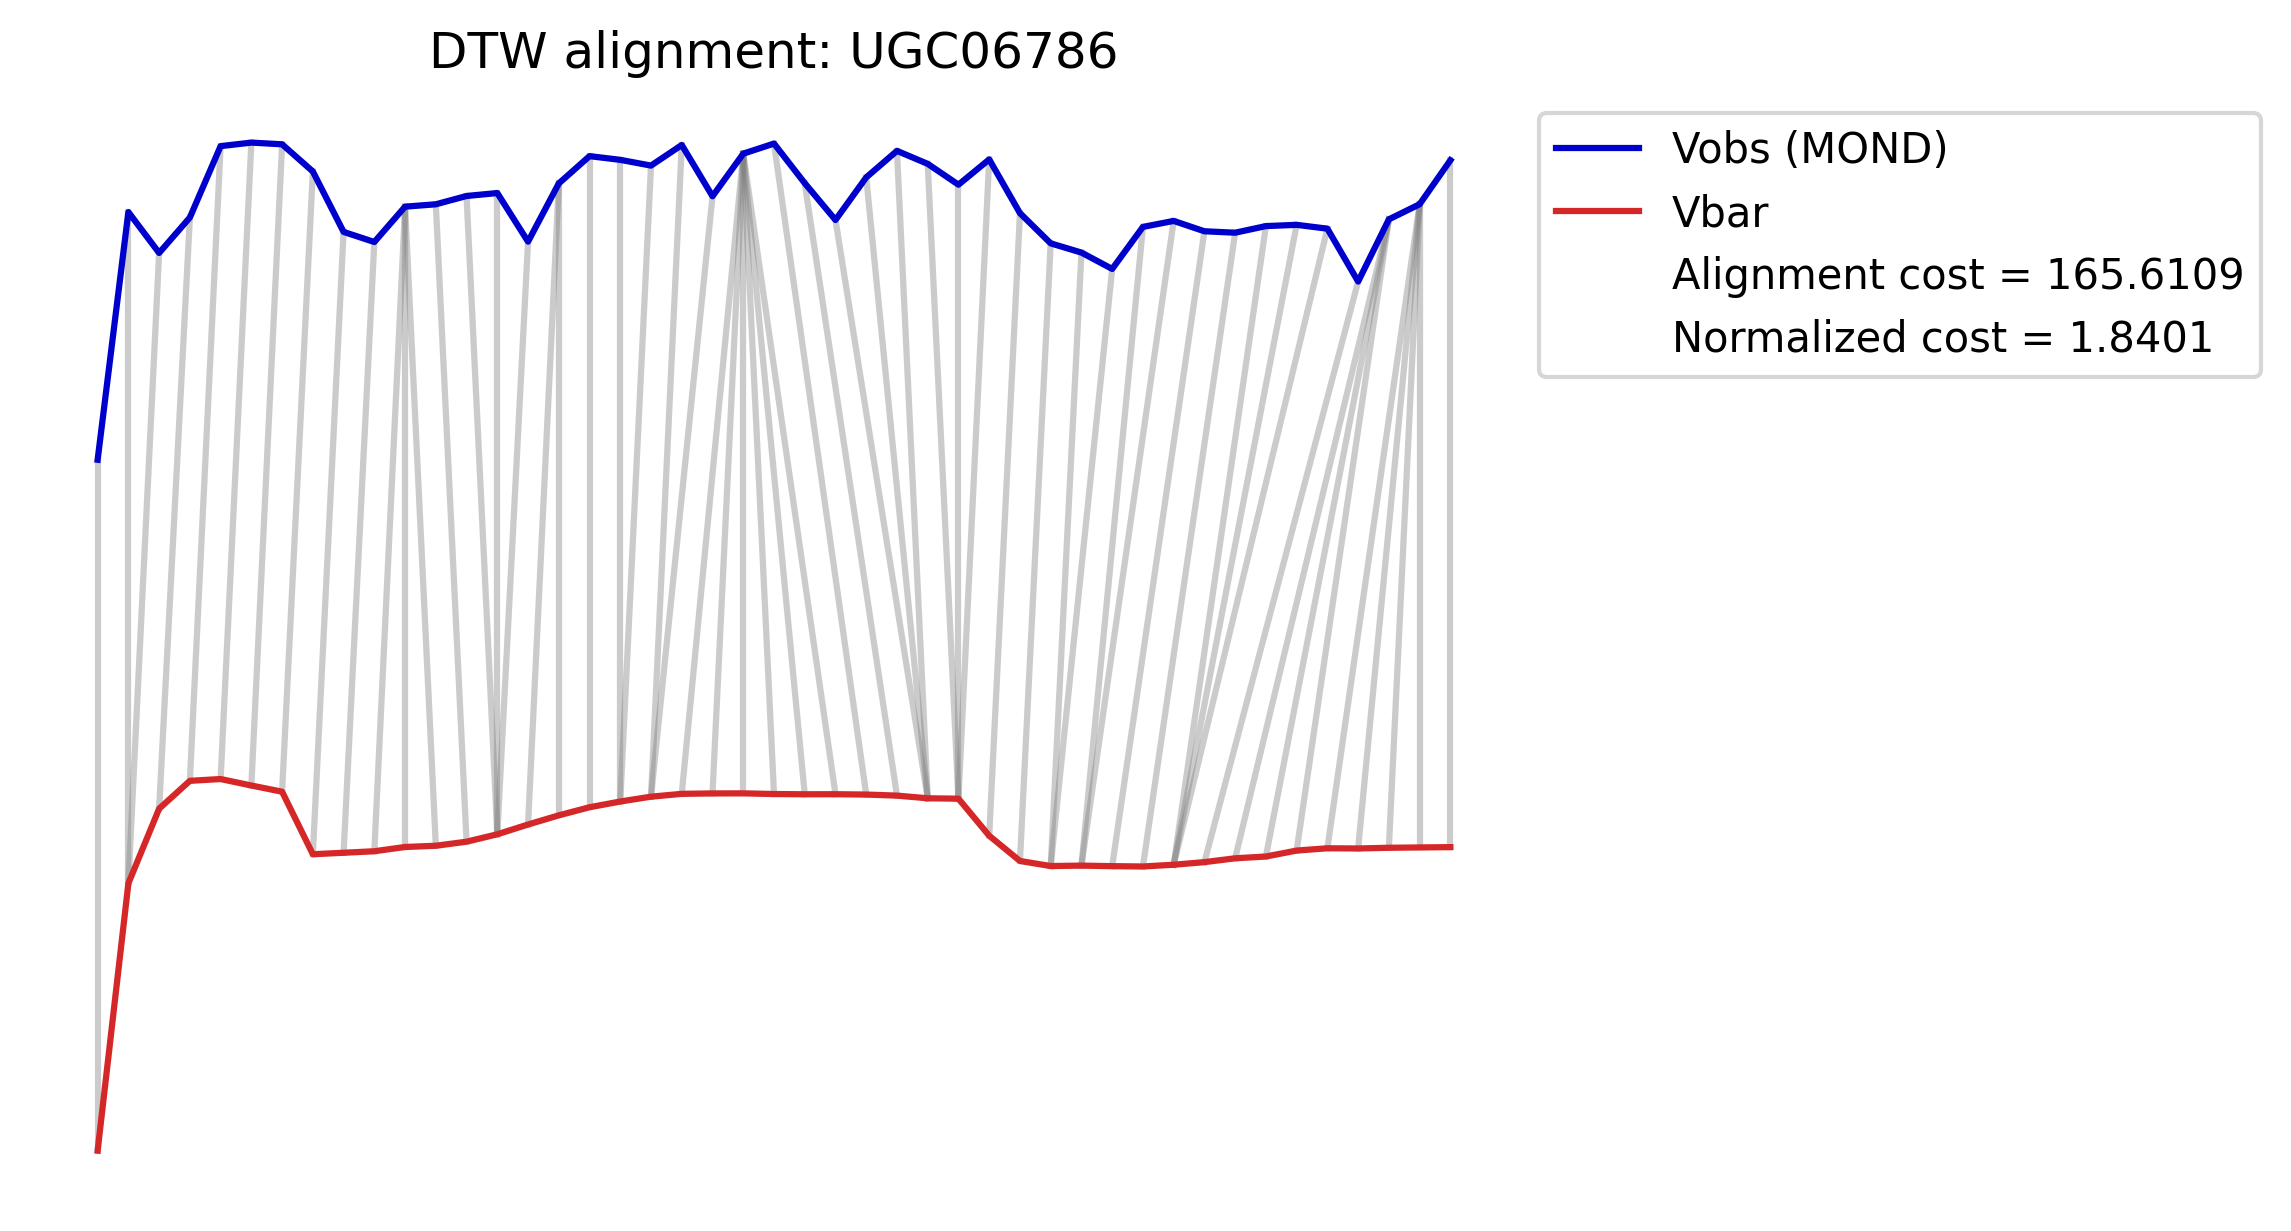 DTW alignment: UGC06786
Vobs (MOND)
Vbar
Alignment cost = 165.6109
Normalized cost = 1.8401